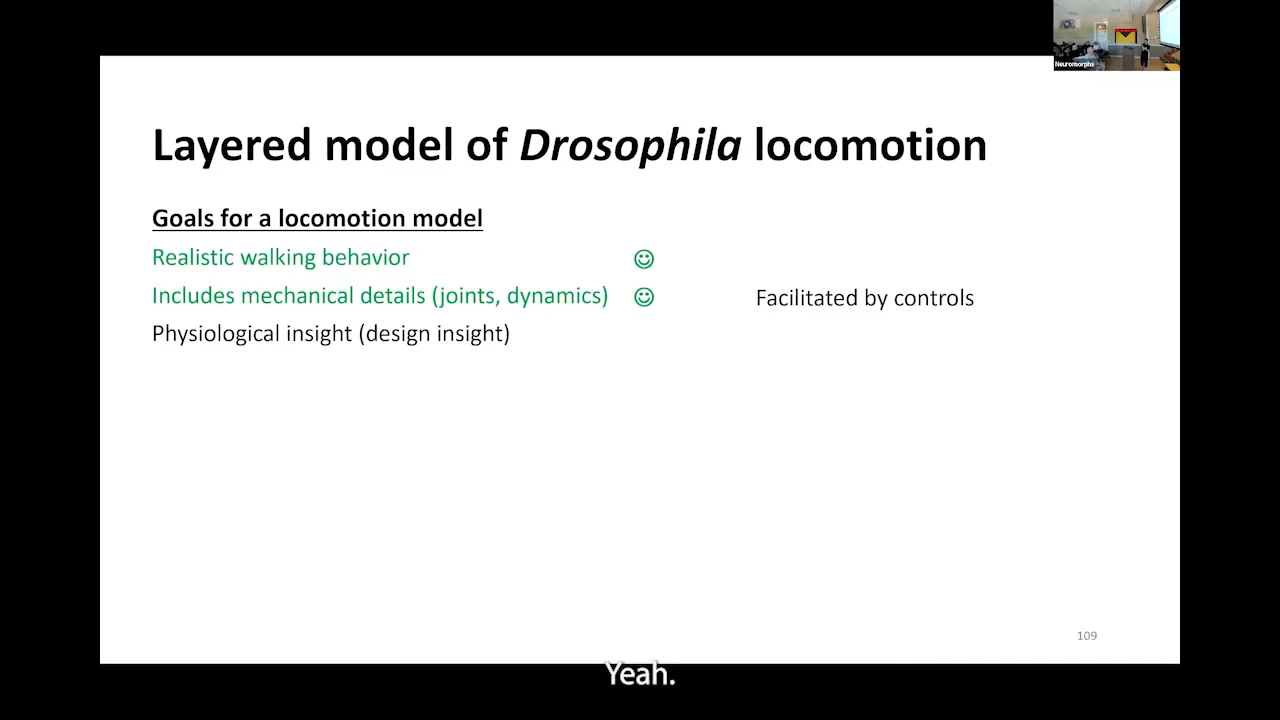 Neuromorphs
Layered model of Drosophila locomotion
Goals for a locomotion model
Realistic walking behavior ☺
Includes mechanical details (joints, dynamics) ☺ Facilitated by controls
Physiological insight (design insight)
109
Yeah.